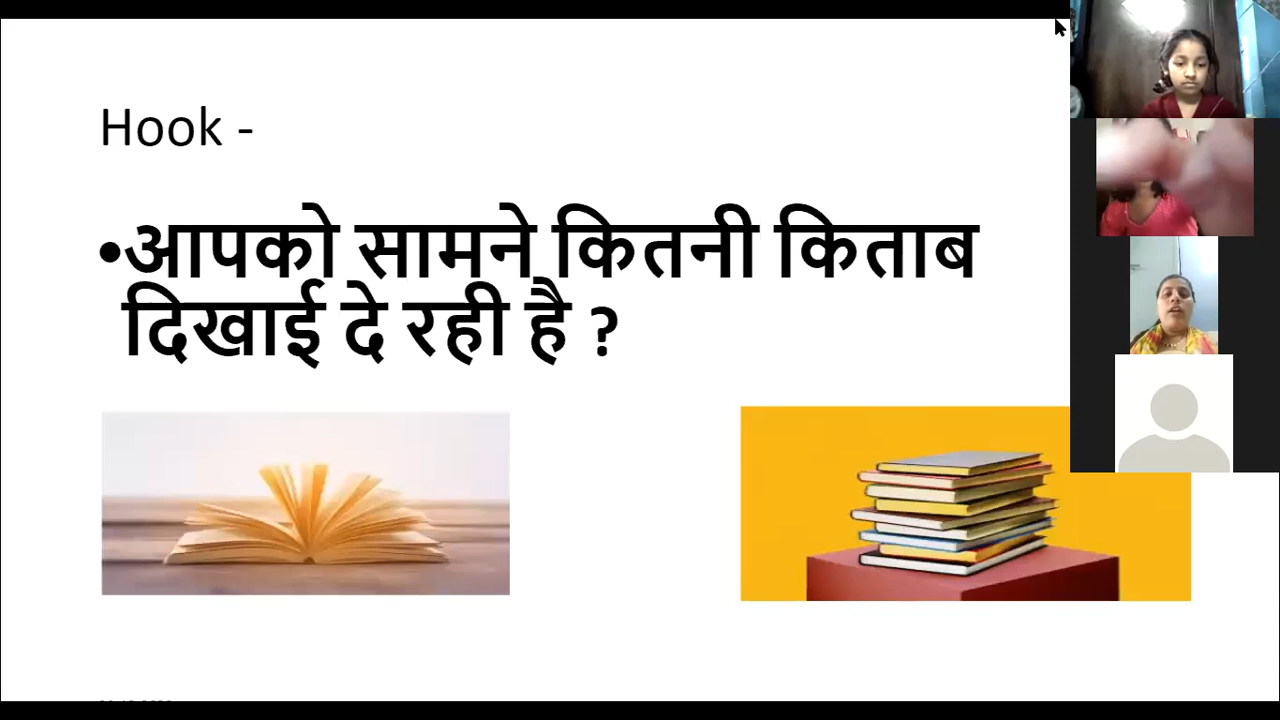 Hook -
•आपको सामने कितनी किताब
दिखाई दे रही है ?